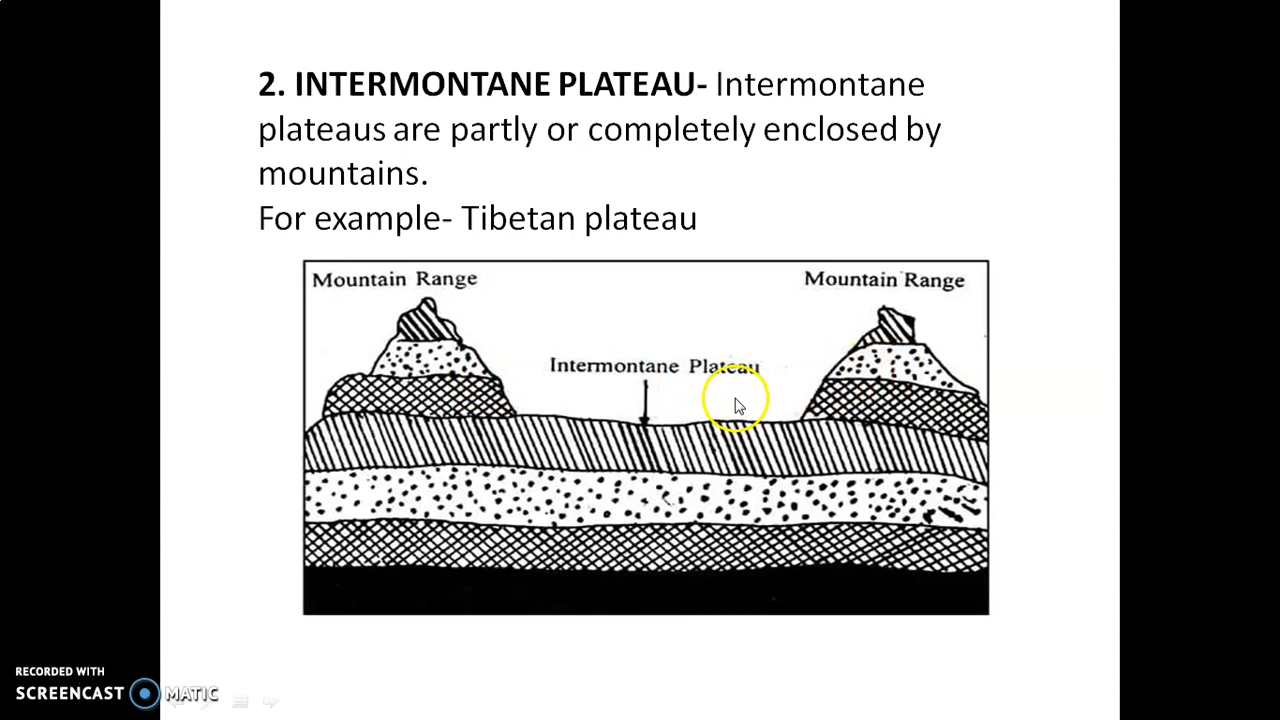 2. INTERMONTANE PLATEAU- Intermontane
plateaus are partly or completely enclosed by
mountains.
For example- Tibetan plateau
Mountain Range
Mountain Range
Intermontane Plateau
RECORDED WITH
SCREENCAST MATIC